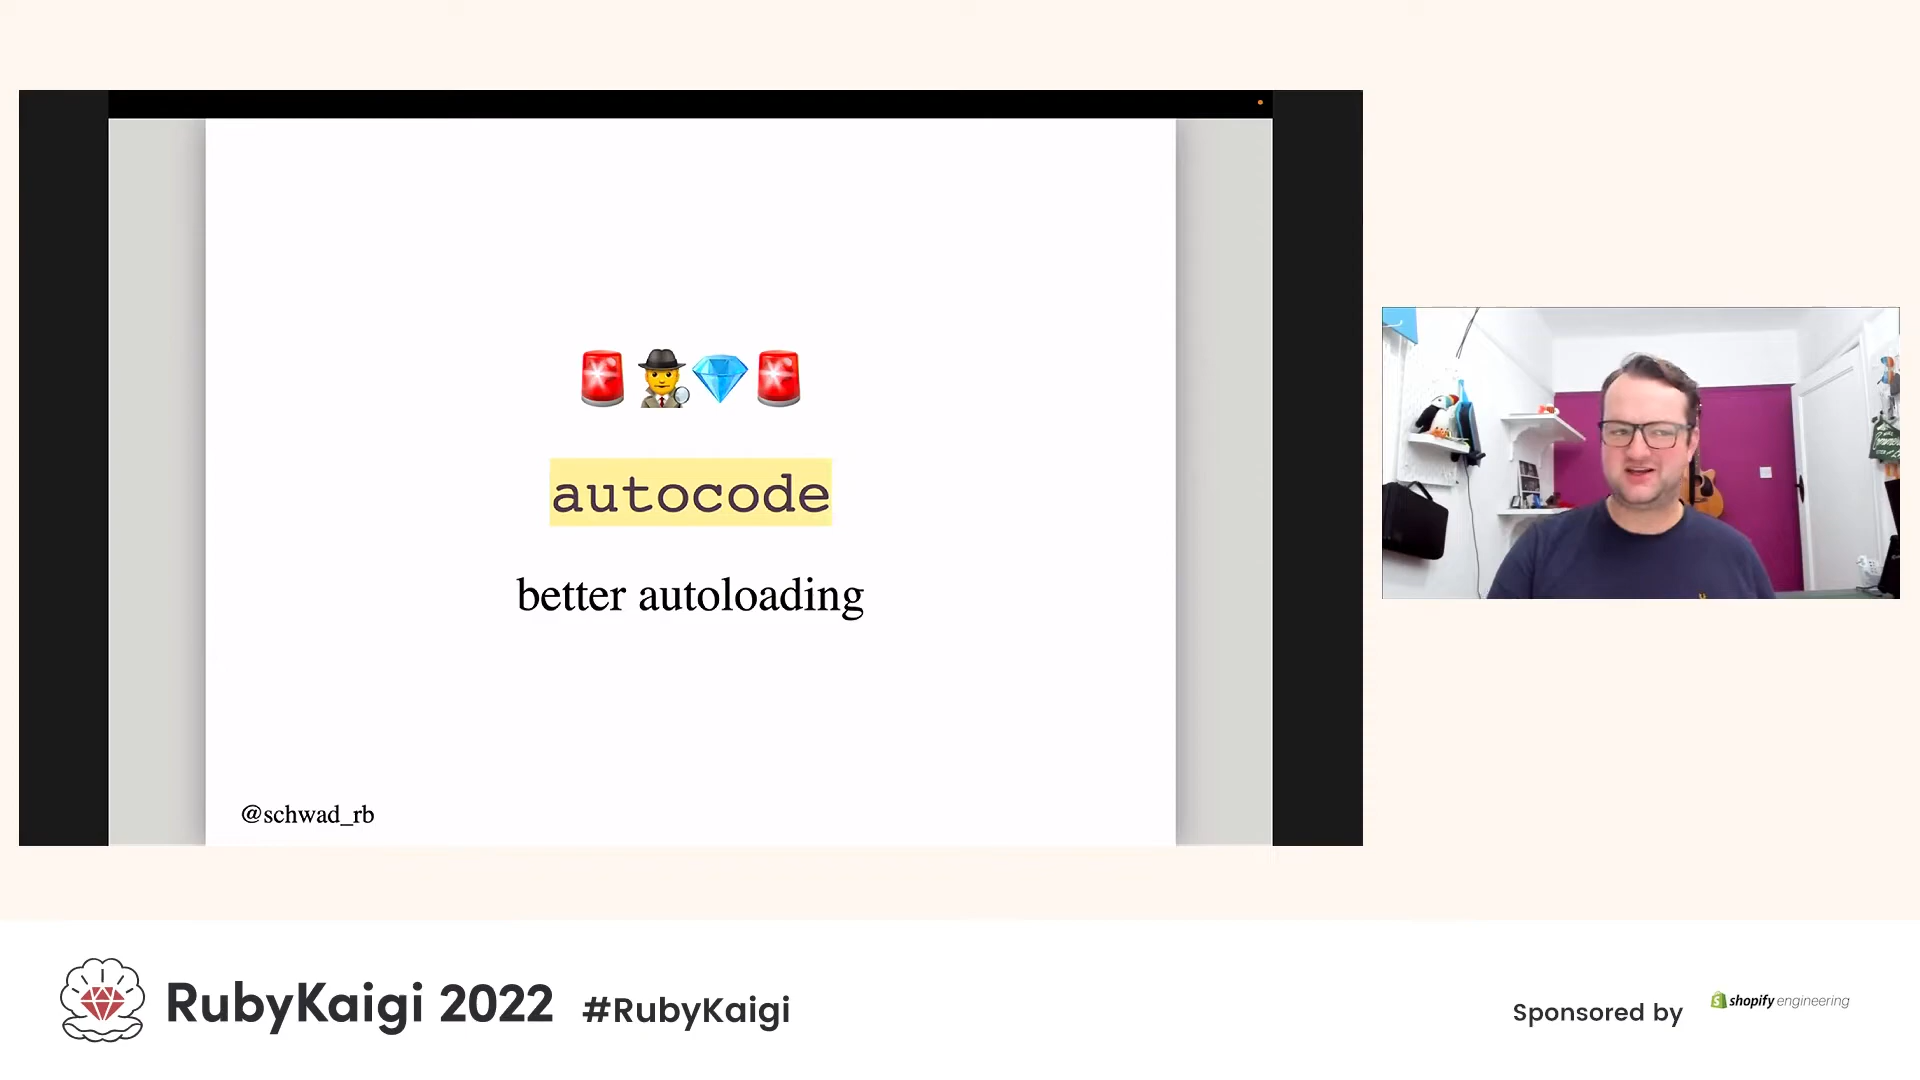 autocode
better autoloading
@schwad_rb
RubyKaigi 2022 #RubyKaigi
Sponsored by shopify engineering